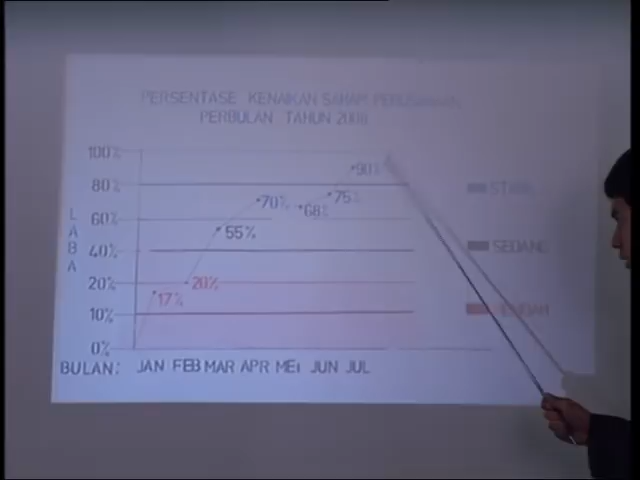 PERSENTASE KENAIKAN SAHAM
PERBULAN TAHUN 2008
100%
80%
60%
40%
20%
10%
0%
LABA
17%
20%
55%
70%
68%
75%
90%
SEDANG
BULAN: JAN FEB MAR APR MEI JUN JUL